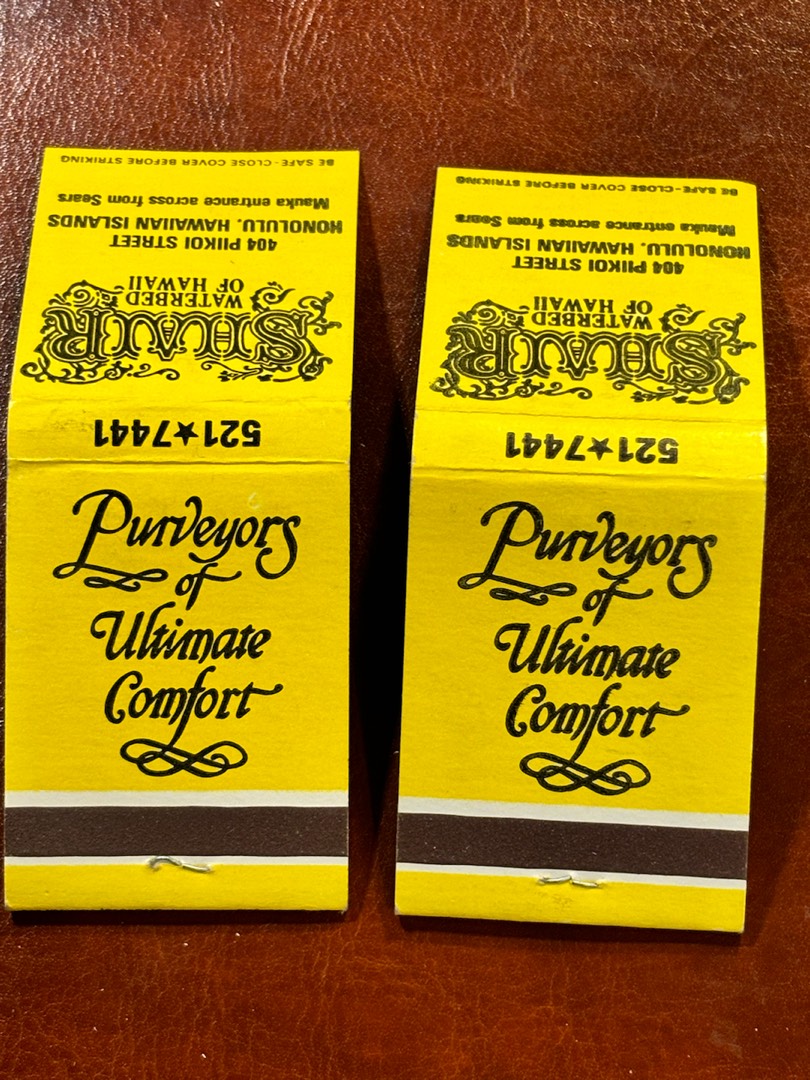 BE SAFE-CLOSE COVER BEFORE STRIKING
Mauka entrance across from Sears
HONOLULU, HAWAIIAN ISLANDS
404 PIIKOI STREET
WATERBED
OF HAWAII
SHAIR
521★7441
Purveyors
of
Ultimate
Comfort
BE SAFE-CLOSE COVER BEFORE STRIKING
Mauka entrance across from Sears
HONOLULU, HAWAIIAN ISLANDS
404 PIIKOI STREET
WATERBED
OF HAWAII
SHAIR
521★7441
Purveyors
of
Ultimate
Comfort